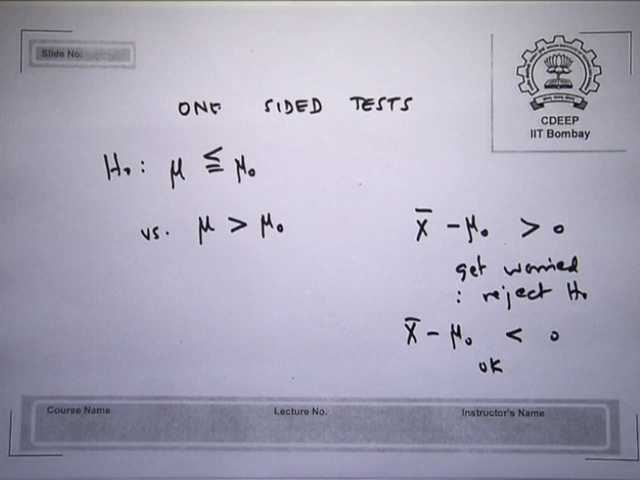 Slide No:
CDEEP
IIT Bombay
ONE SIDED TESTS
H₀ : μ ≦ μ₀
vs. μ > μ₀
X̄ - μ₀ > 0
get worried
: reject H₀
X̄ - μ₀ < 0
OK
Course Name
Lecture No.
Instructor's Name